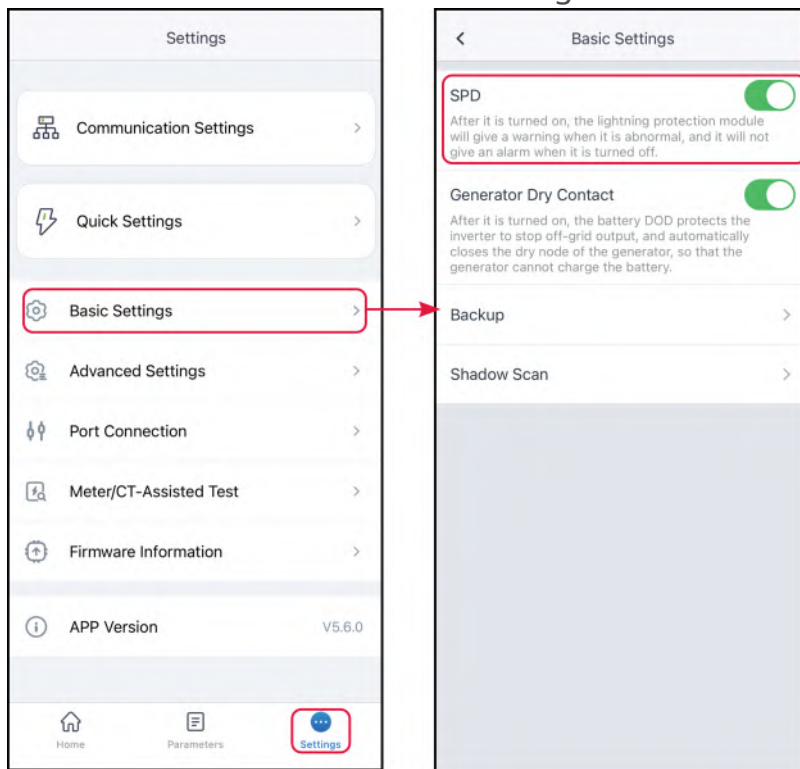 Settings
Communication Settings
Quick Settings
Basic Settings
Advanced Settings
Port Connection
Meter/CT-Assisted Test
Firmware Information
APP Version V5.6.0
Home Parameters Settings
Basic Settings
SPD
After it is turned on, the lightning protection module
will give a warning when it is abnormal, and it will not
give an alarm when it is turned off.
Generator Dry Contact
After it is turned on, the battery DOD protects the
inverter to stop off-grid output, and automatically
closes the dry node of the generator, so that the
generator cannot charge the battery.
Backup
Shadow Scan